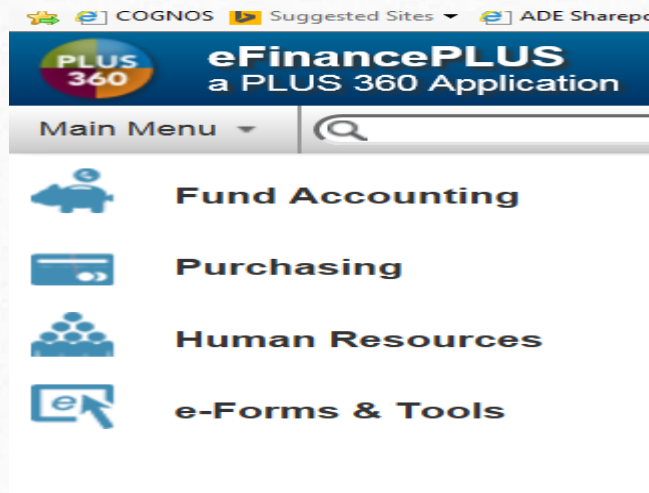 COGNOS Suggested Sites ADE
PLUS 360 eFinancePLUS
a PLUS 360 Application
Main Menu
Fund Accounting
Purchasing
Human Resources
e-Forms & Tools